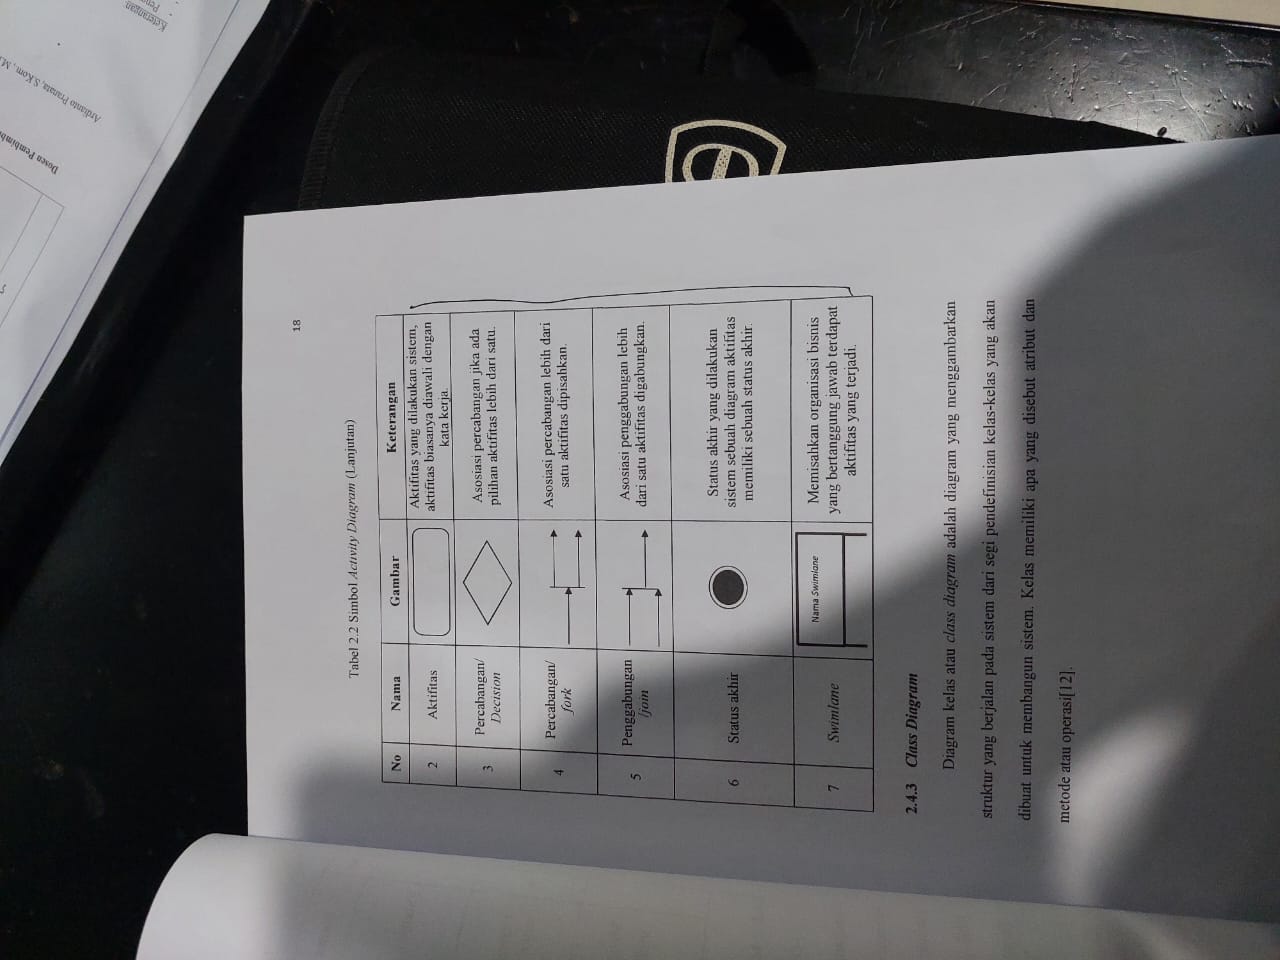 18
Tabel 2.2 Simbol Activity Diagram (Lanjutan)
No Nama Gambar Keterangan
2 Aktifitas Aktifitas yang dilakukan sistem,
aktifitas biasanya diawali dengan
kata kerja.
3 Percabangan/
Decision
Asosiasi percabangan jika ada
pilihan aktifitas lebih dari satu.
4 Percabangan/
fork
Asosiasi percabangan lebih dari
satu aktifitas dipisahkan.
5 Penggabungan
/join
Asosiasi penggabungan lebih
dari satu aktifitas digabungkan.
6 Status akhir
Status akhir yang dilakukan
sistem sebuah diagram aktifitas
memiliki sebuah status akhir.
7 Swimlane
Nama Swimlane
Memisahkan organisasi bisnis
yang bertanggung jawab terdapat
aktifitas yang terjadi.
2.4.3 Class Diagram
Diagram kelas atau class diagram adalah diagram yang menggambarkan
struktur yang berjalan pada sistem dari segi pendefinisian kelas-kelas yang akan
dibuat untuk membangun sistem. Kelas memiliki apa yang disebut atribut dan
metode atau operasi[12].
Keterangan
Ardianto Pranata, S.Kom., M.
Dosen Pembimb